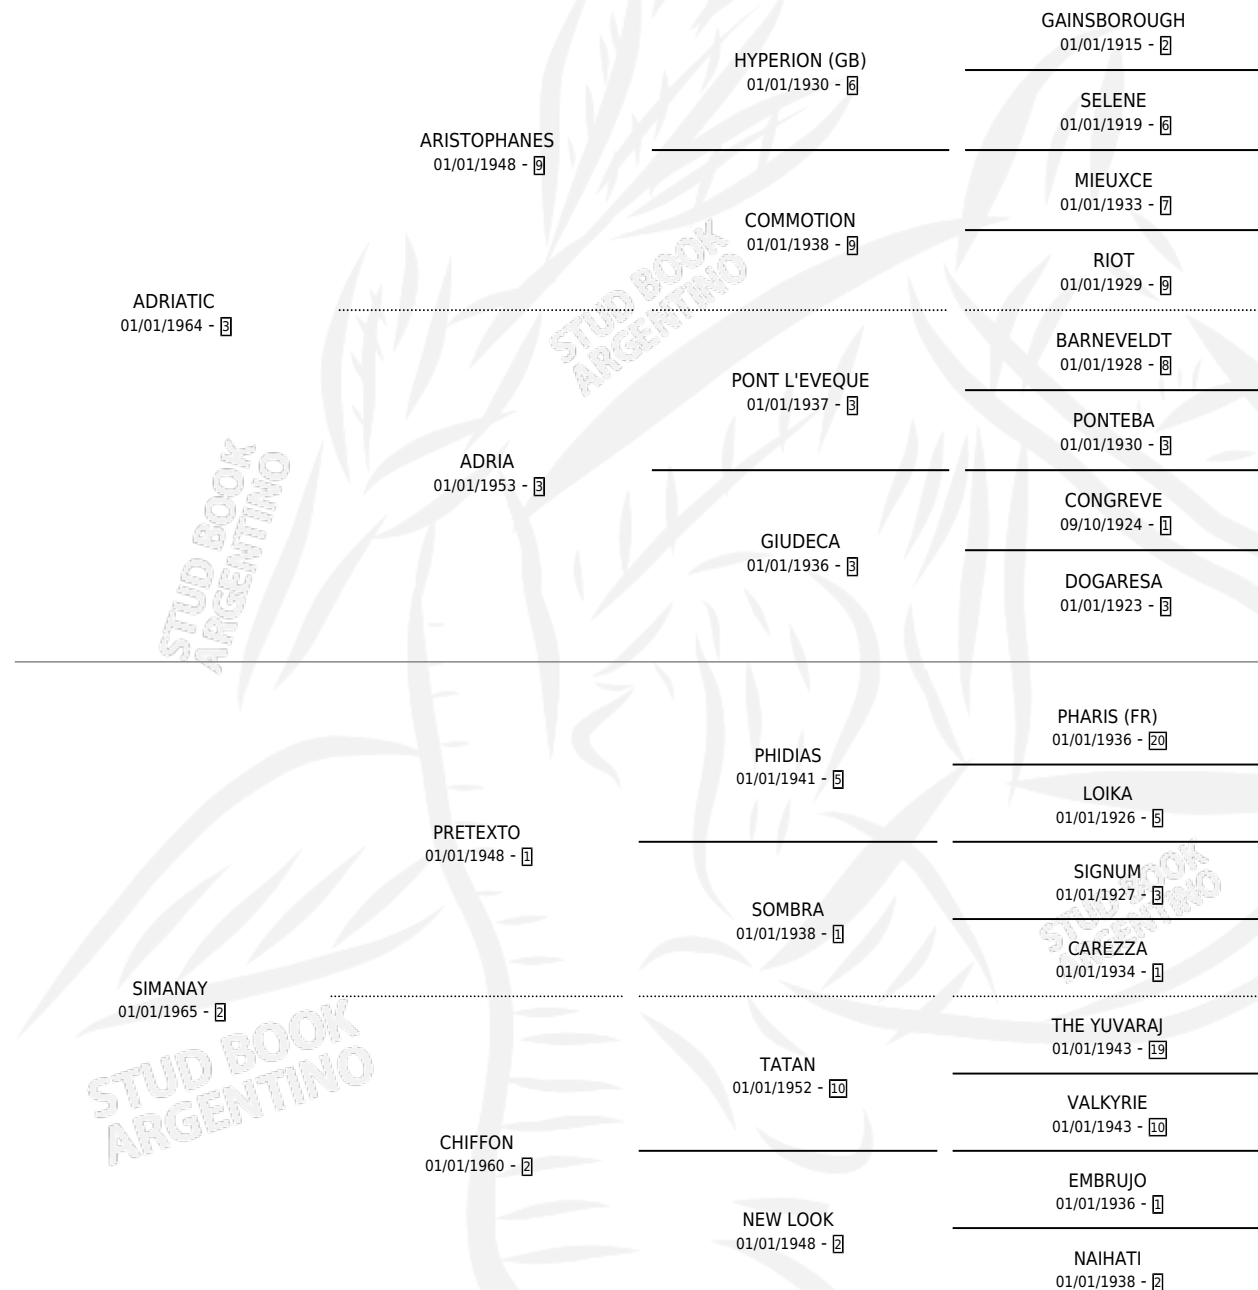 GAINSBOROUGH
01/01/1915 - 2
HYPERION (GB)
01/01/1930 - 6
SELENE
01/01/1919 - 6
ARISTOPHANES
01/01/1948 - 9
MIEUXCE
01/01/1933 - 7
COMMOTION
01/01/1938 - 9
RIOT
01/01/1929 - 9
ADRIATIC
01/01/1964 - 3
BARNEVELDT
01/01/1928 - 8
PONT L'EVEQUE
01/01/1937 - 3
PONTEBA
01/01/1930 - 3
ADRIA
01/01/1953 - 3
CONGREVE
09/10/1924 - 1
GIUDECA
01/01/1936 - 3
DOGARESA
01/01/1923 - 3
PHARIS (FR)
01/01/1936 - 20
PHIDIAS
01/01/1941 - 5
LOIKA
01/01/1926 - 5
PRETEXTO
01/01/1948 - 1
SIGNUM
01/01/1927 - 3
SOMBRA
01/01/1938 - 1
CAREZZA
01/01/1934 - 1
SIMANAY
01/01/1965 - 2
THE YUVARAJ
01/01/1943 - 19
TATAN
01/01/1952 - 10
VALKYRIE
01/01/1943 - 10
CHIFFON
01/01/1960 - 2
EMBRUJO
01/01/1936 - 1
NEW LOOK
01/01/1948 - 2
NAIHATI
01/01/1938 - 2
STUD BOOK
ARGENTINO
STUD BOOK
ARGENTINO
STUD BOOK
ARGENTINO
STUD BOOK
ARGENTINO